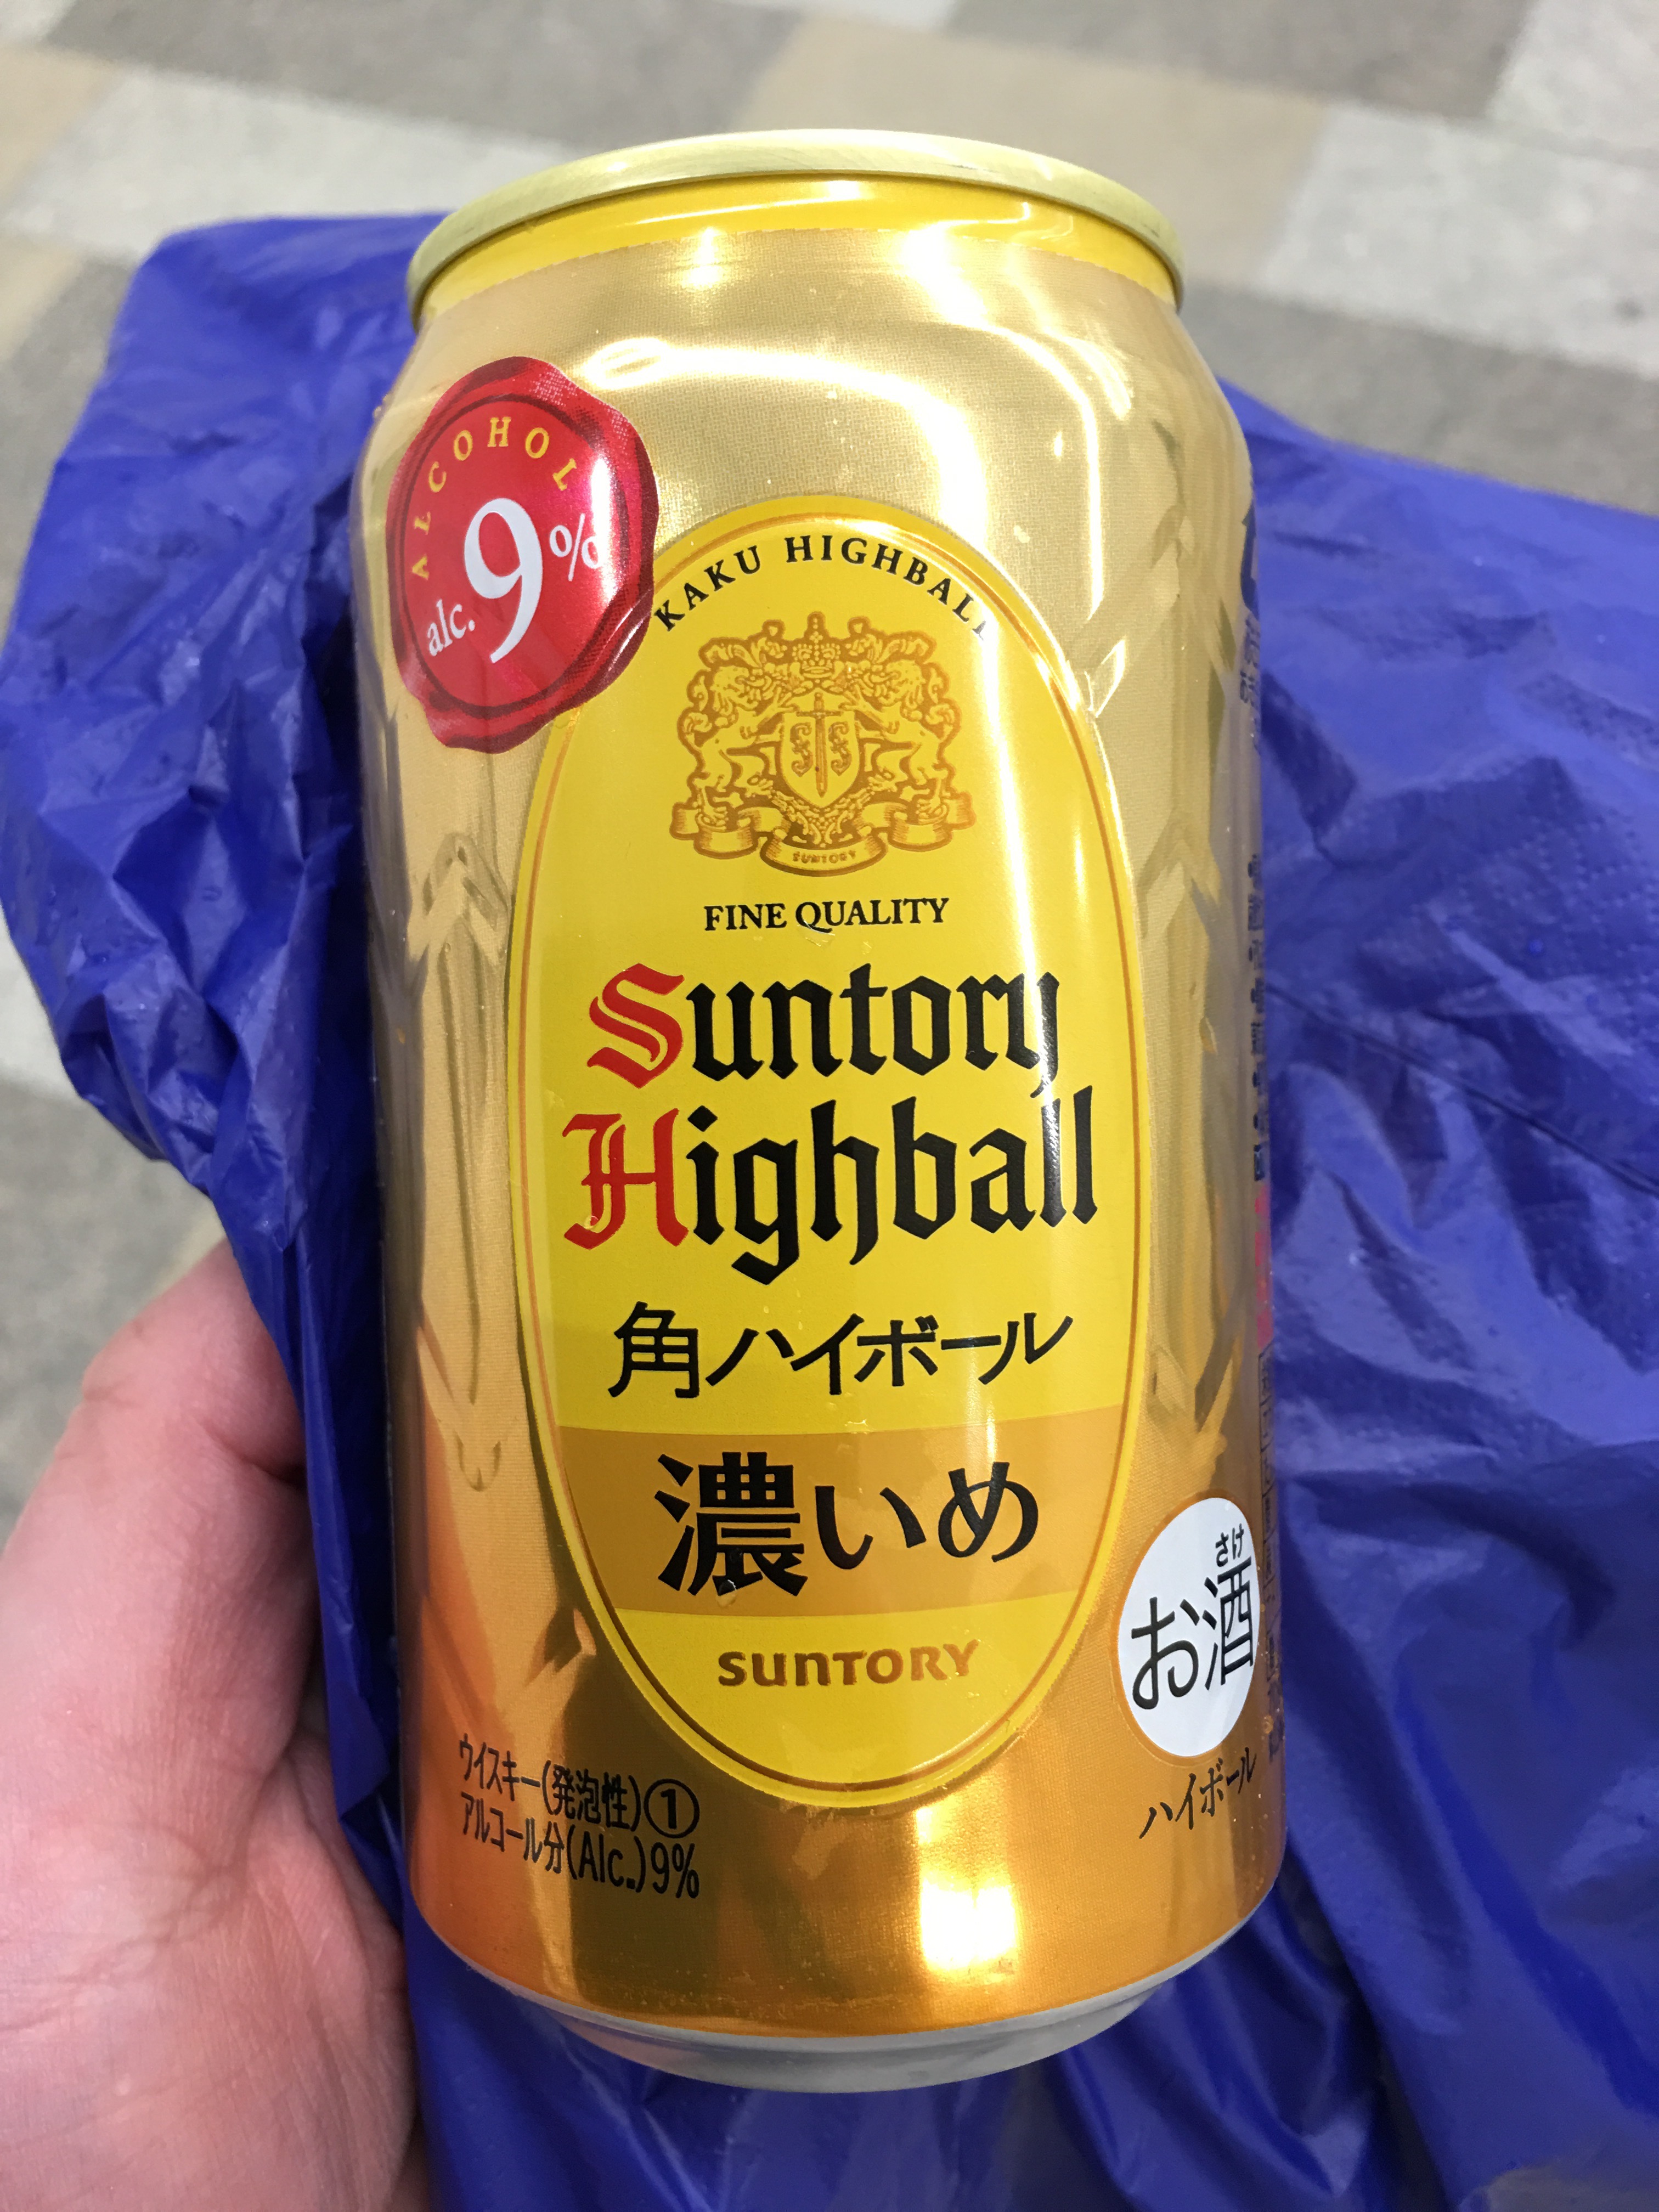 ALCOHOL
alc. 9%
KAKU HIGHBALL
SUNTORY
FINE QUALITY
Suntory
Highball
角ハイボール
濃いめ
SUNTORY
さけ
お酒
ハイボール
ウイスキー(発泡性)①
アルコール分(Alc.)9%